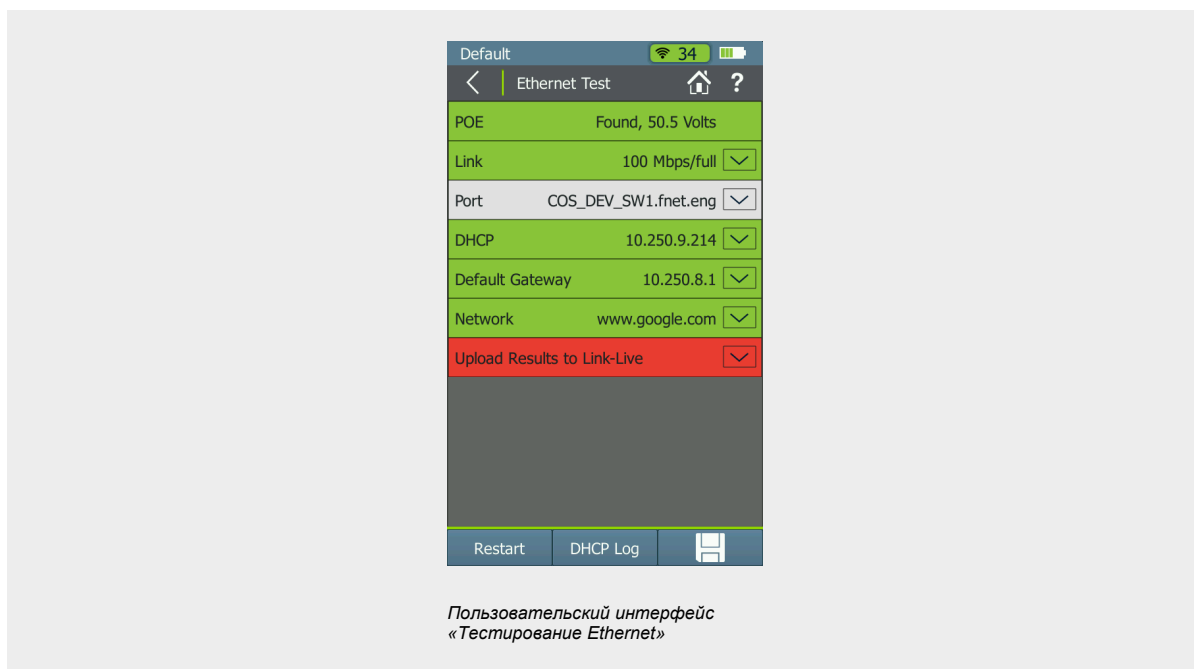 Default 34
Ethernet Test ?
POE Found, 50.5 Volts
Link 100 Mbps/full
Port COS_DEV_SW1.fnet.eng
DHCP 10.250.9.214
Default Gateway 10.250.8.1
Network www.google.com
Upload Results to Link-Live
Restart DHCP Log
Пользовательский интерфейс
«Тестирование Ethernet»